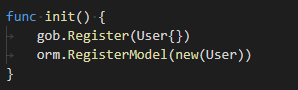 func init() {
    gob.Register(User{})
    orm.RegisterModel(new(User))
}